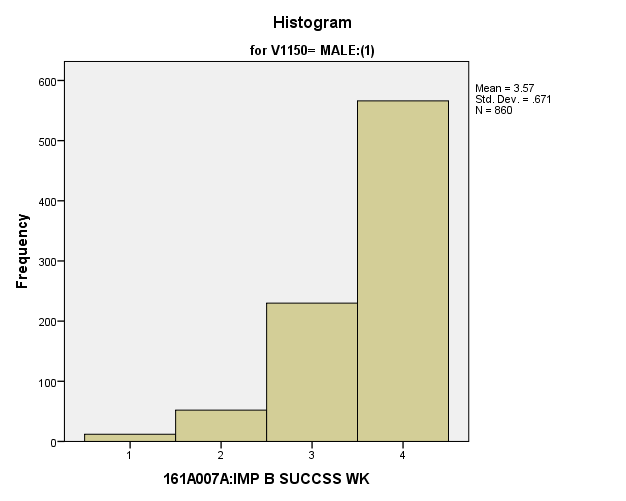 Histogram
for V1150= MALE:(1)
Mean = 3.57
Std. Dev. = .671
N = 860
Frequency
600
500
400
300
200
100
0
1 2 3 4
161A007A:IMP B SUCCSS WK